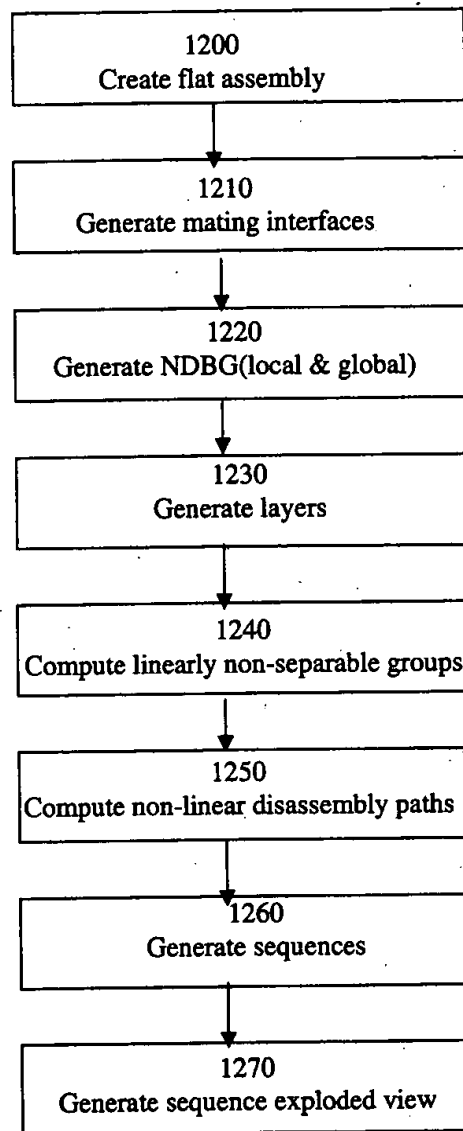 1200
Create flat assembly
1210
Generate mating interfaces
1220
Generate NDBG(local & global)
1230
Generate layers
1240
Compute linearly non-separable groups
1250
Compute non-linear disassembly paths
1260
Generate sequences
1270
Generate sequence exploded view